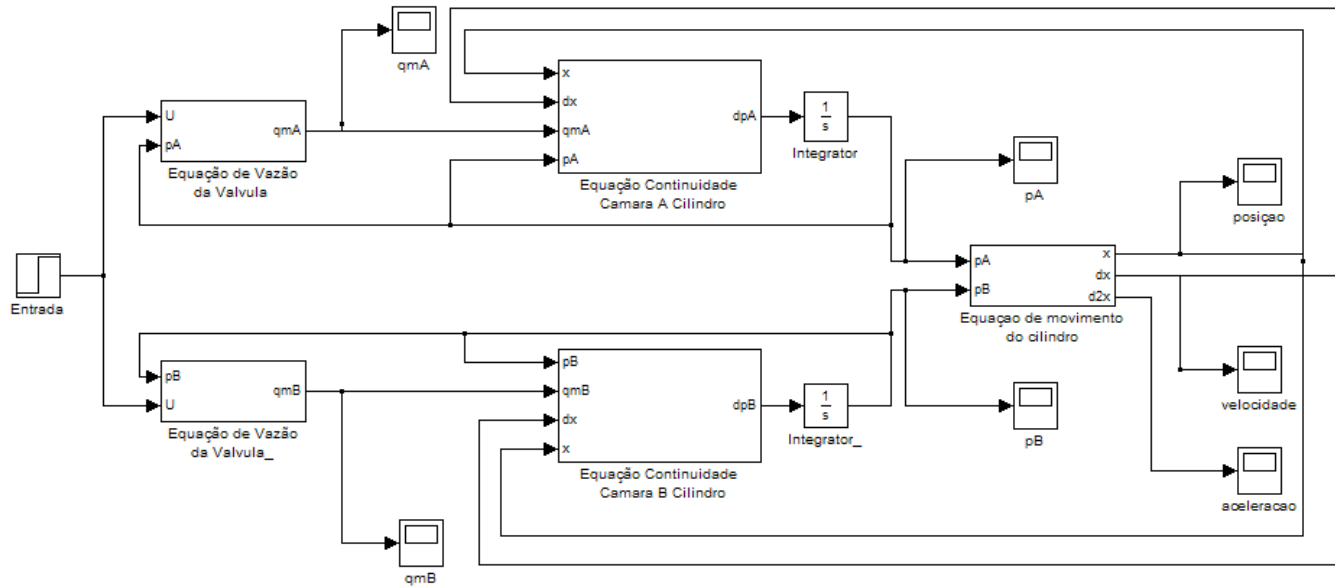 qmA
U
pA
qmA
Equação de Vazão
da Valvula
x
dx
qmA
pA
dpA
Equação Continuidade
Camara A Cilindro
1
s
Integrator
pA
posiçao
Entrada
pA
pB
x
dx
d2x
Equaçao de movimento
do cilindro
pB
U
qmB
Equação de Vazão
da Valvula_
pB
qmB
dx
x
dpB
Equação Continuidade
Camara B Cilindro
1
s
Integrator_
pB
velocidade
aceleracao
qmB